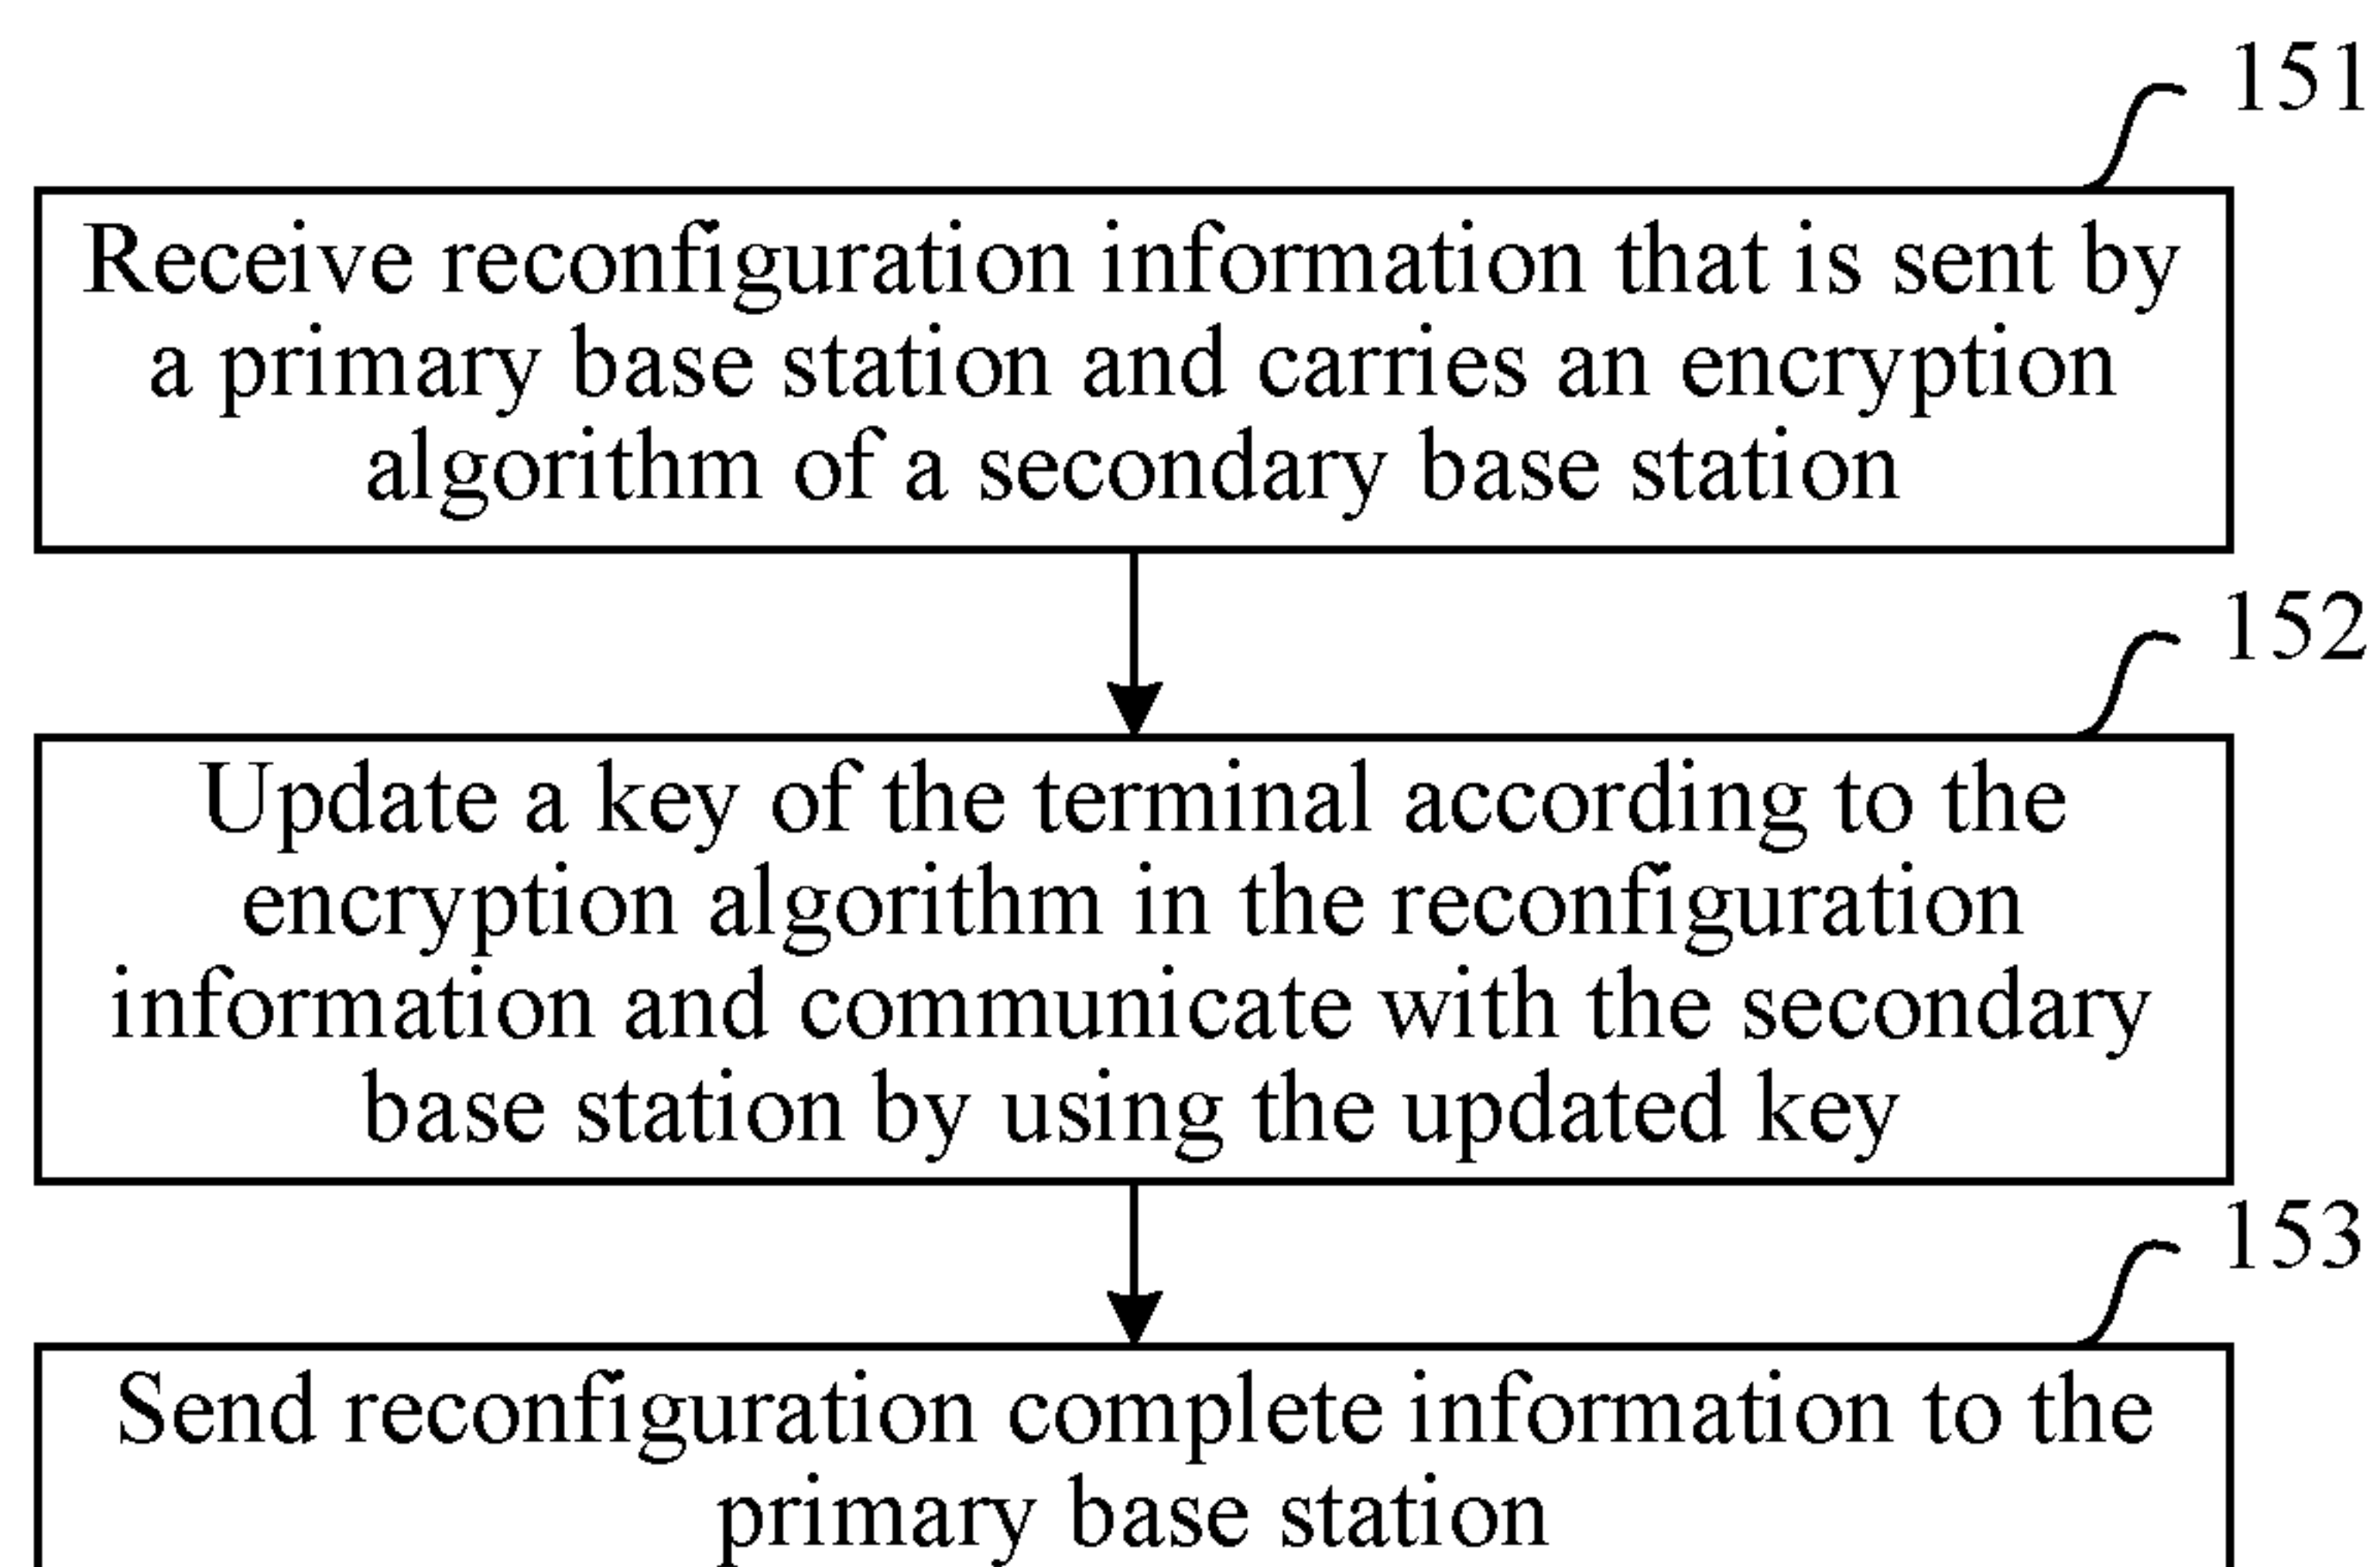 151
Receive reconfiguration information that is sent by
a primary base station and carries an encryption
algorithm of a secondary base station
152
Update a key of the terminal according to the
encryption algorithm in the reconfiguration
information and communicate with the secondary
base station by using the updated key
153
Send reconfiguration complete information to the
primary base station